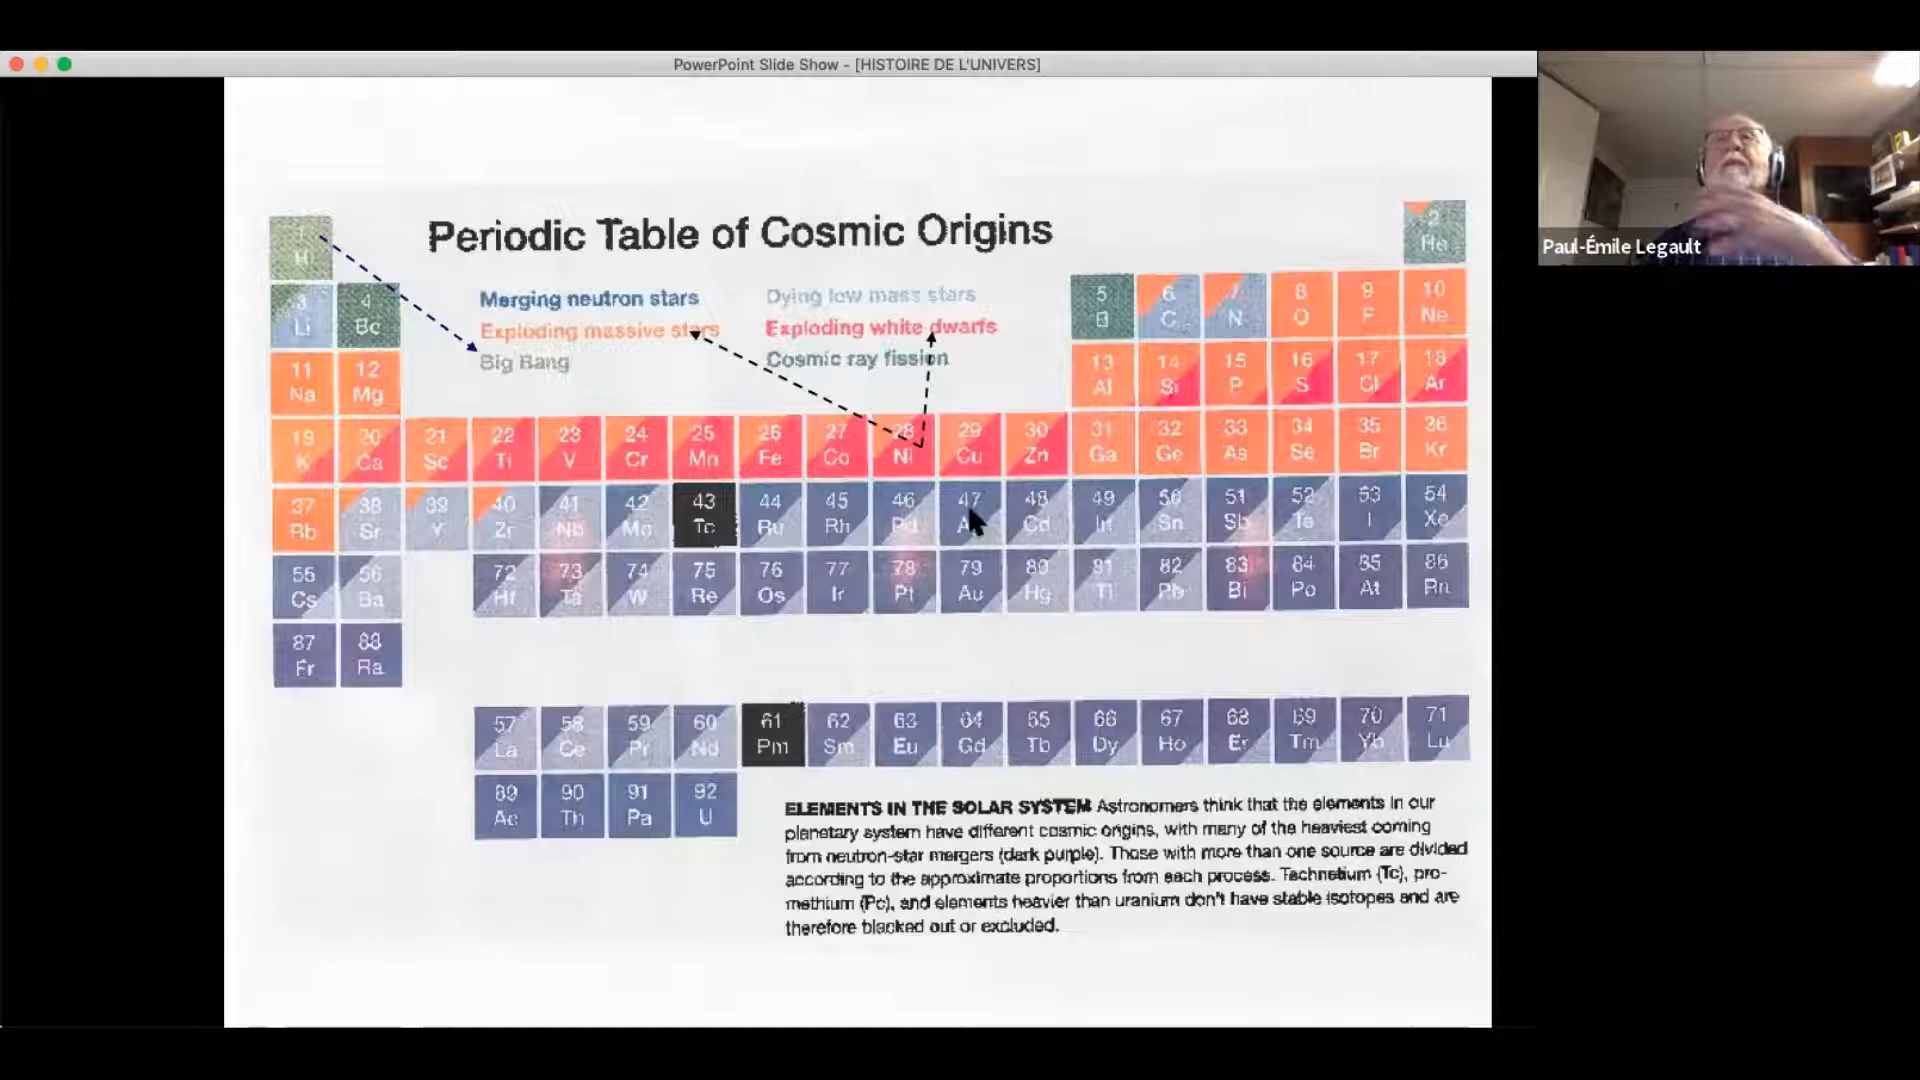 PowerPoint Slide Show - [HISTOIRE DE L'UNIVERS]
Paul-Émile Legault
Periodic Table of Cosmic Origins
1 H
2 He
Merging neutron stars
Dying low mass stars
Exploding massive stars
Exploding white dwarfs
Big Bang
Cosmic ray fission
3 Li
4 Be
5 B
6 C
7 N
8 O
9 F
10 Ne
11 Na
12 Mg
13 Al
14 Si
15 P
16 S
17 Cl
18 Ar
19 K
20 Ca
21 Sc
22 Ti
23 V
24 Cr
25 Mn
26 Fe
27 Co
28 Ni
29 Cu
30 Zn
31 Ga
32 Ge
33 As
34 Se
35 Br
36 Kr
37 Rb
38 Sr
39 Y
40 Zr
41 Nb
42 Mo
43 Tc
44 Ru
45 Rh
46 Pd
47
48 Cd
49 In
50 Sn
51 Sb
52 Te
53 I
54 Xe
55 Cs
56 Ba
72 Hf
73 Ta
74 W
75 Re
76 Os
77 Ir
78 Pt
79 Au
80 Hg
81 Tl
82 Pb
83 Bi
84 Po
85 At
86 Rn
87 Fr
88 Ra
57 La
58 Ce
59 Pr
60 Nd
61 Pm
62 Sm
63 Eu
64 Gd
65 Tb
66 Dy
67 Ho
68 Er
69 Tm
70 Yb
71 Lu
89 Ac
90 Th
91 Pa
92 U
ELEMENTS IN THE SOLAR SYSTEM Astronomers think that the elements in our
planetary system have different cosmic origins, with many of the heaviest coming
from neutron-star mergers (dark purple). Those with more than one source are divided
according to the approximate proportions from each process. Technetium (Tc), pro-
methium (Pc), and elements heavier than uranium don't have stable isotopes and are
therefore blacked out or excluded.